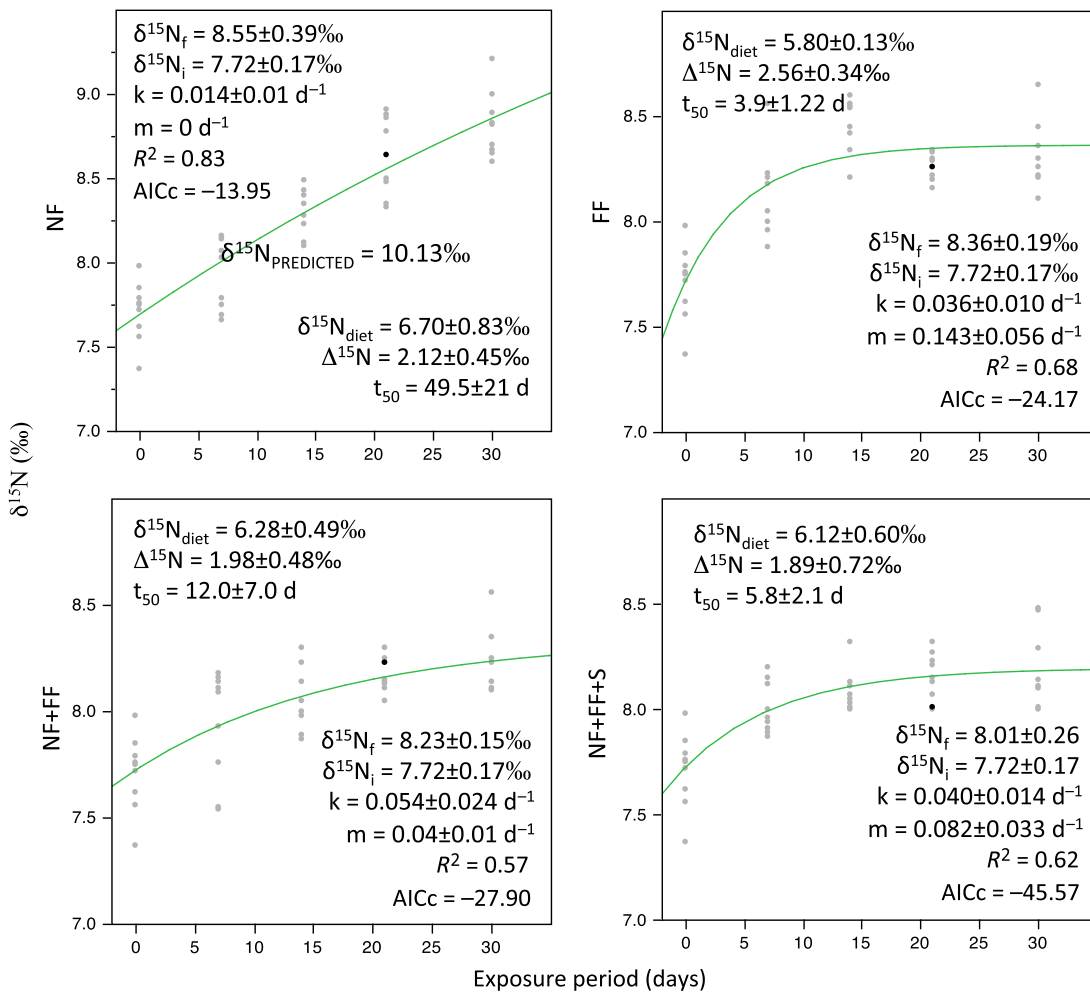 δ¹⁵N (‰)
NF
9.0
8.5
8.0
7.5
7.0
δ¹⁵Nf = 8.55±0.39‰
δ¹⁵Ni = 7.72±0.17‰
k = 0.014±0.01 d⁻¹
m = 0 d⁻¹
R² = 0.83
AICc = –13.95
δ¹⁵NPREDICTED = 10.13‰
δ¹⁵Ndiet = 6.70±0.83‰
Δ¹⁵N = 2.12±0.45‰
t50 = 49.5±21 d
0 5 10 15 20 25 30
FF
8.5
8.0
7.5
7.0
δ¹⁵Ndiet = 5.80±0.13‰
Δ¹⁵N = 2.56±0.34‰
t50 = 3.9±1.22 d
δ¹⁵Nf = 8.36±0.19‰
δ¹⁵Ni = 7.72±0.17‰
k = 0.036±0.010 d⁻¹
m = 0.143±0.056 d⁻¹
R² = 0.68
AICc = –24.17
0 5 10 15 20 25 30
NF+FF
8.5
8.0
7.5
7.0
δ¹⁵Ndiet = 6.28±0.49‰
Δ¹⁵N = 1.98±0.48‰
t50 = 12.0±7.0 d
δ¹⁵Nf = 8.23±0.15‰
δ¹⁵Ni = 7.72±0.17‰
k = 0.054±0.024 d⁻¹
m = 0.04±0.01 d⁻¹
R² = 0.57
AICc = –27.90
0 5 10 15 20 25 30
NF+FF+S
8.5
8.0
7.5
7.0
δ¹⁵Ndiet = 6.12±0.60‰
Δ¹⁵N = 1.89±0.72‰
t50 = 5.8±2.1 d
δ¹⁵Nf = 8.01±0.26
δ¹⁵Ni = 7.72±0.17
k = 0.040±0.014 d⁻¹
m = 0.082±0.033 d⁻¹
R² = 0.62
AICc = –45.57
0 5 10 15 20 25 30
Exposure period (days)